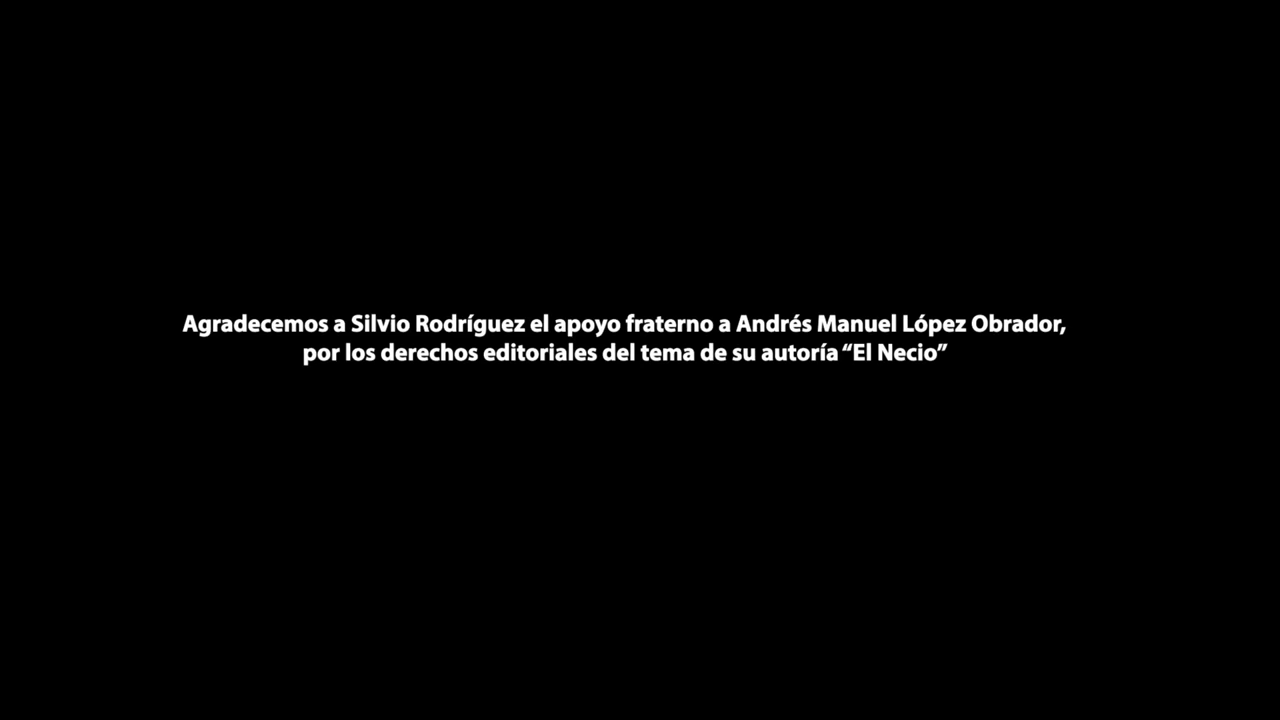 Agradecemos a Silvio Rodríguez el apoyo fraterno a Andrés Manuel López Obrador,
por los derechos editoriales del tema de su autoría “El Necio”